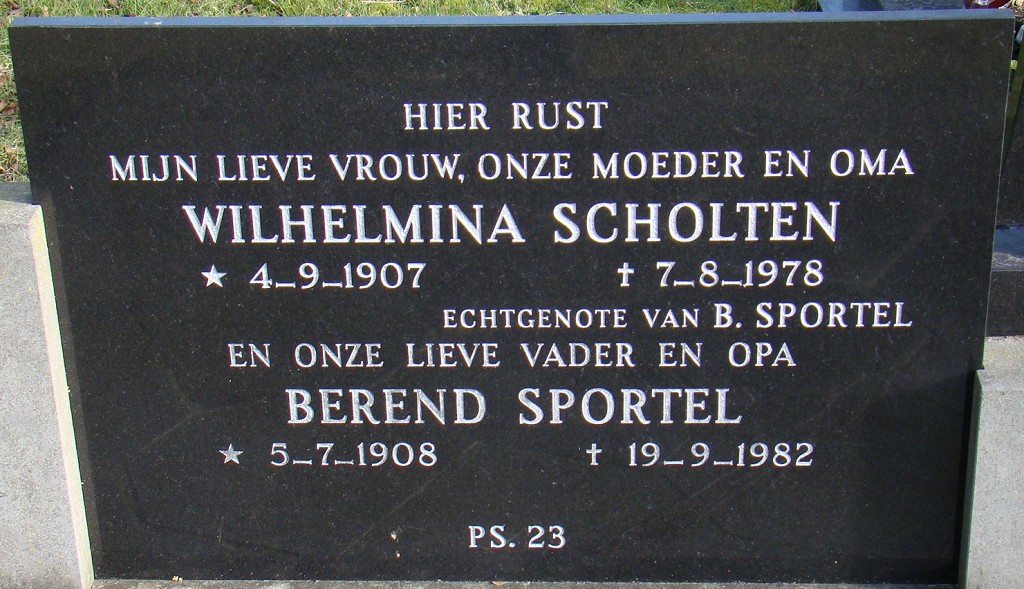 HIER RUST
MIJN LIEVE VROUW, ONZE MOEDER EN OMA
WILHELMINA SCHOLTEN
★ 4-9-1907 † 7-8-1978
ECHTGENOTE VAN B. SPORTEL
EN ONZE LIEVE VADER EN OPA
BEREND SPORTEL
★ 5-7-1908 † 19-9-1982
PS. 23